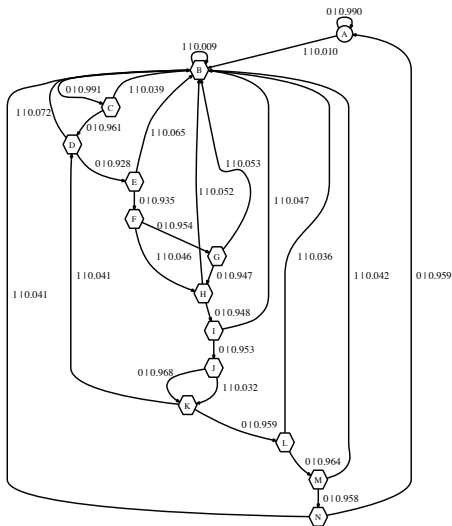 0 | 0.990
A
1 | 0.009
1 | 0.010
B
0 | 0.991
1 | 0.039
C
1 | 0.072
0 | 0.961
1 | 0.065
D
0 | 0.928
1 | 0.053
E
1 | 0.052
0 | 0.935
1 | 0.047
F
0 | 0.954
1 | 0.046
G
1 | 0.036
0 | 0.947
1 | 0.041
1 | 0.041
1 | 0.042
0 | 0.959
H
0 | 0.948
I
0 | 0.953
J
0 | 0.968
1 | 0.032
K
0 | 0.959
L
0 | 0.964
M
0 | 0.958
N